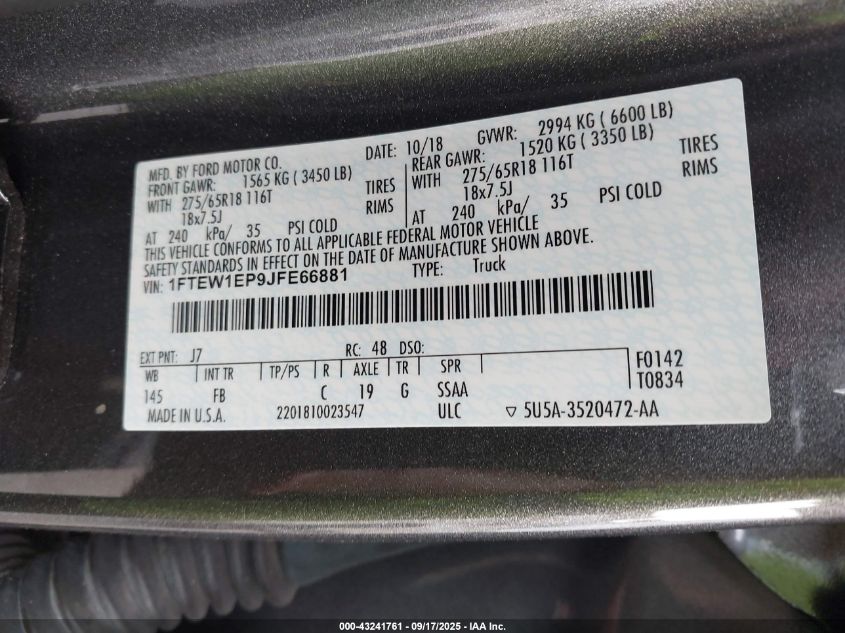 MFD. BY FORD MOTOR CO.
DATE: 10/18 GVWR: 2994 KG ( 6600 LB)
FRONT GAWR: 1565 KG ( 3450 LB)
REAR GAWR: 1520 KG ( 3350 LB)
WITH 275/65R18 116T TIRES
WITH 275/65R18 116T TIRES
18x7.5J RIMS
18x7.5J RIMS
AT 240 kPa/ 35 PSI COLD
AT 240 kPa/ 35 PSI COLD
THIS VEHICLE CONFORMS TO ALL APPLICABLE FEDERAL MOTOR VEHICLE
SAFETY STANDARDS IN EFFECT ON THE DATE OF MANUFACTURE SHOWN ABOVE.
VIN: 1FTEW1EP9JFE66881 TYPE: Truck
EXT PNT: J7 RC: 48 DSO:
WB INT TR TP/PS R AXLE TR SPR F0142
145 FB C 19 G SSAA T0834
MADE IN U.S.A. 2201810023547 ULC ▽ 5U5A-3520472-AA
000-43241761 - 09/17/2025 - IAA Inc.